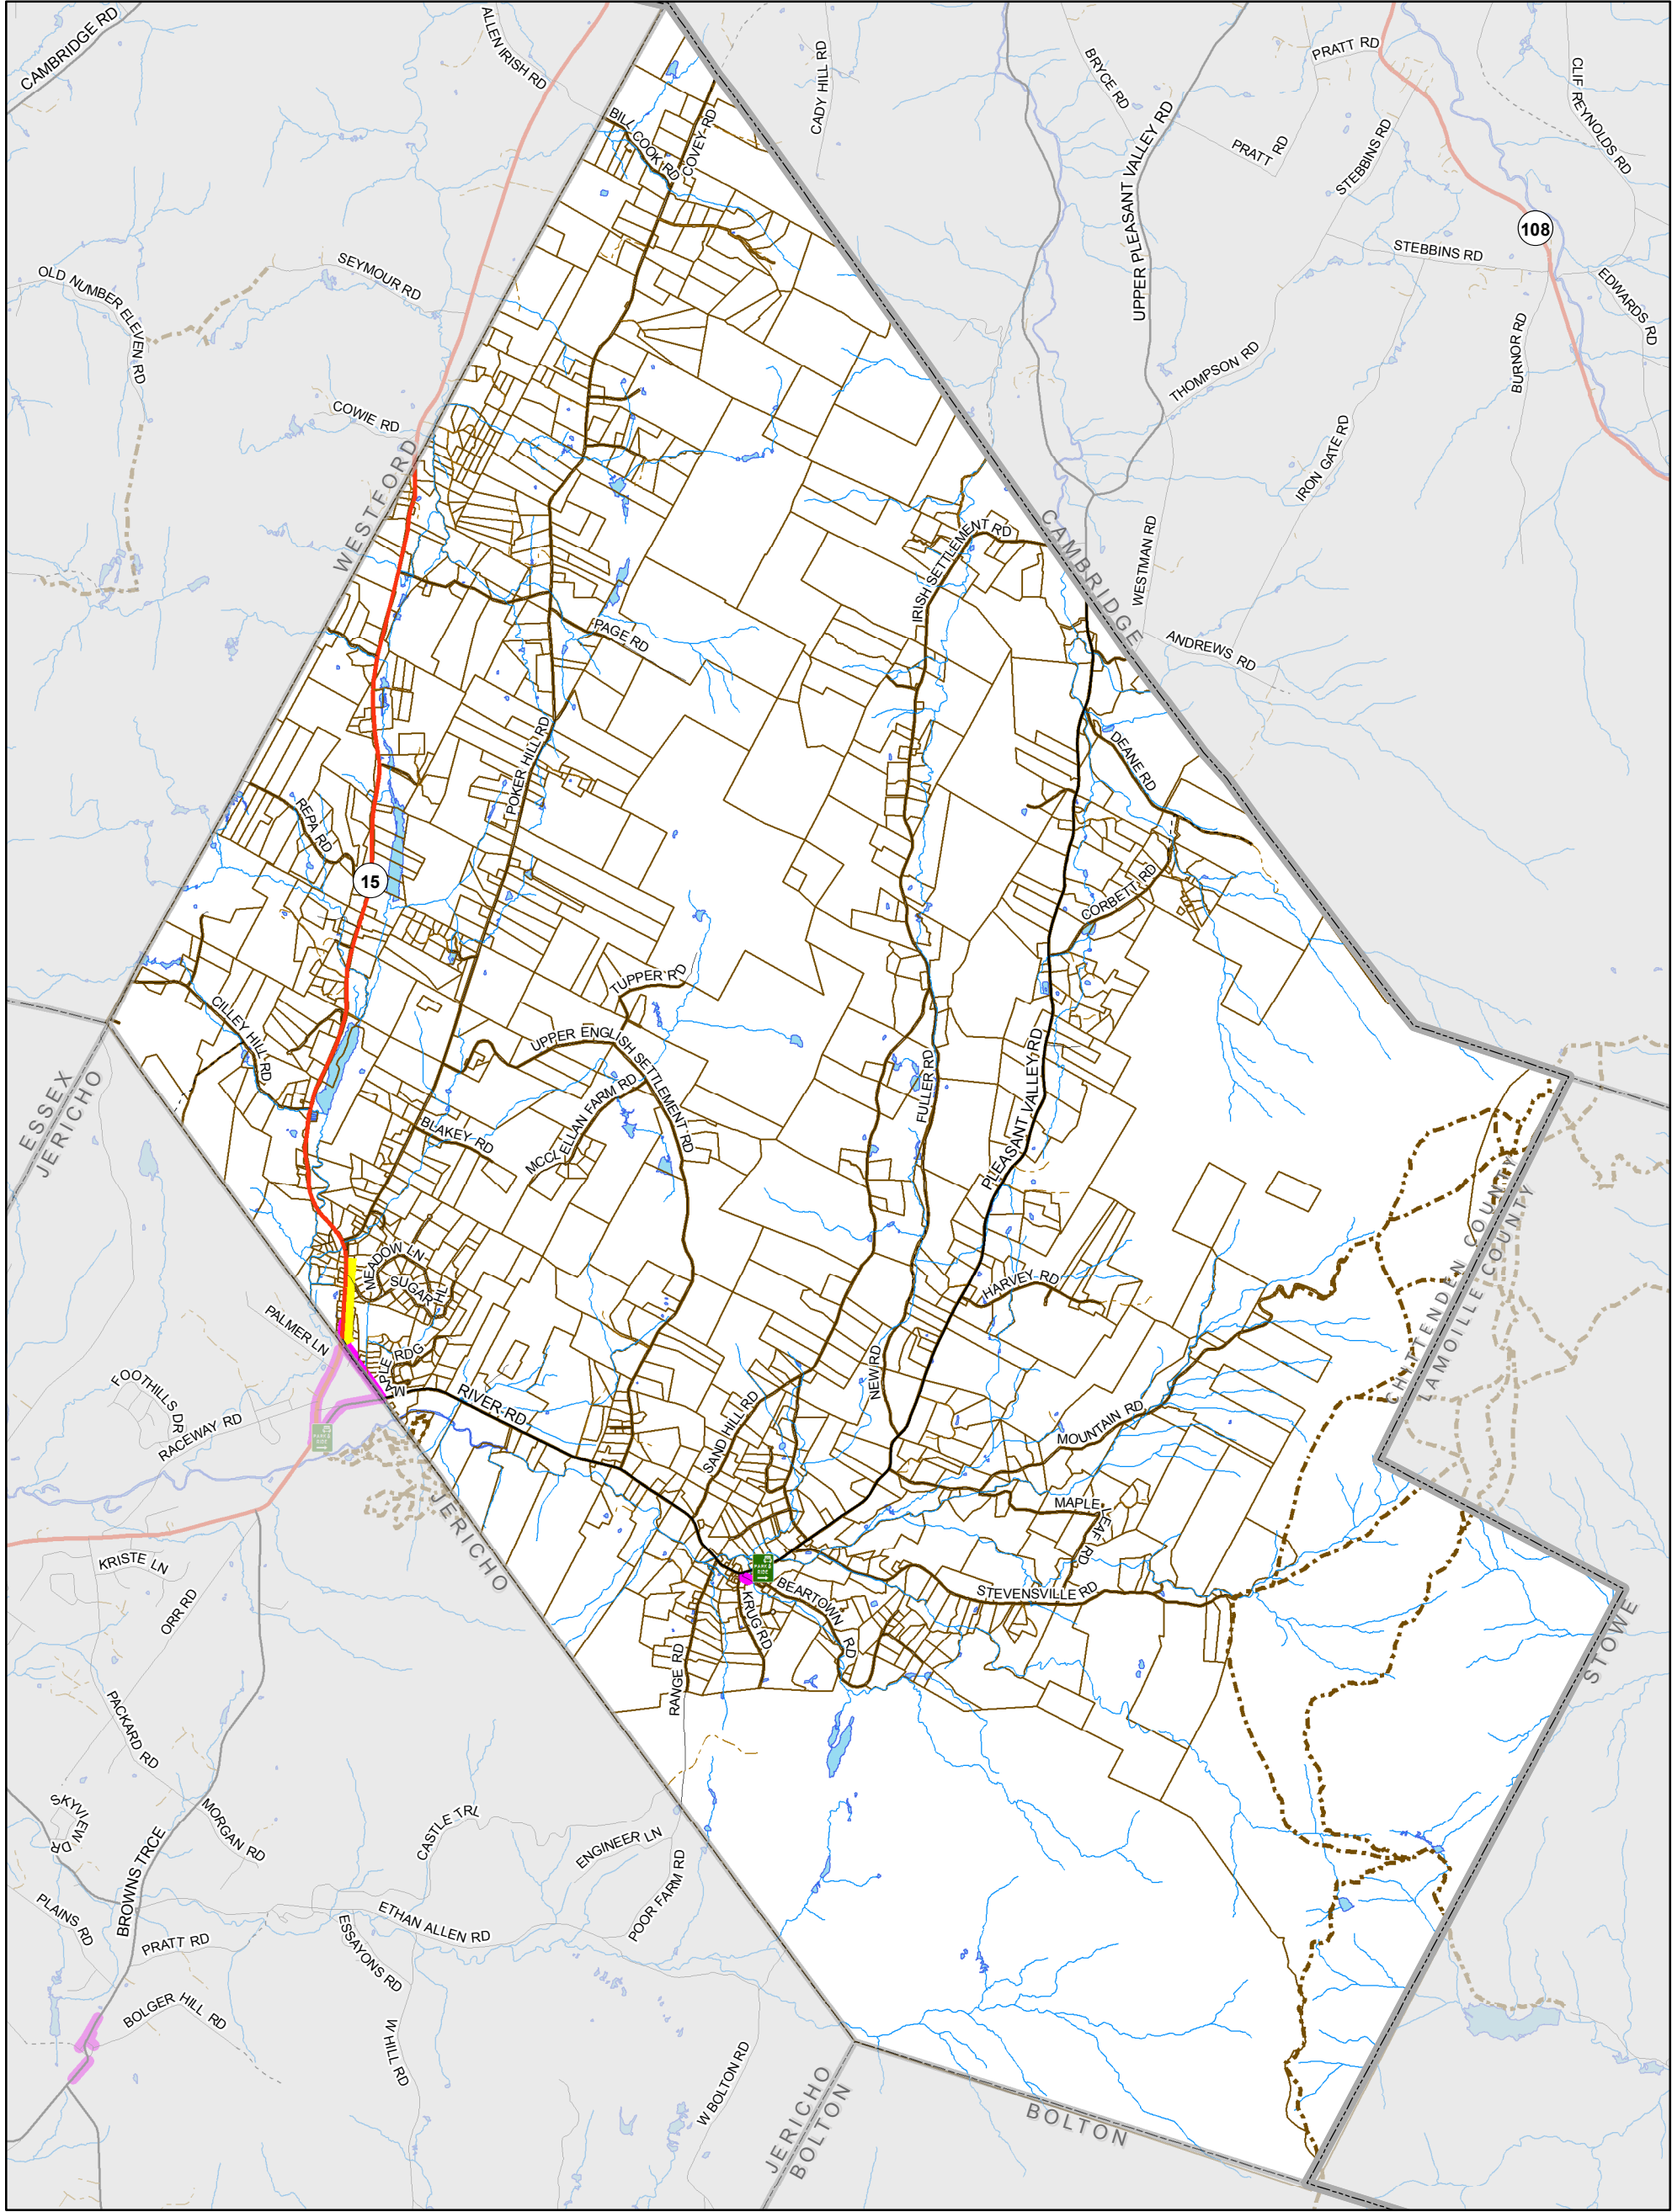 CAMBRIDGE RD
ALLEN IRISH RD
CADY HILL RD
BRYCE RD
PRATT RD
CLIF REYNOLDS RD
BILL COOK RD
COVEY RD
UPPER PLEASANT VALLEY RD
PRATT RD
STEBBINS RD
108
STEBBINS RD
EDWARDS RD
OLD NUMBER ELEVEN RD
SEYMOUR RD
BURNOR RD
THOMPSON RD
COWIE RD
IRON GATE RD
WESTFORD
CAMBRIDGE
IRISH SETTLEMENT RD
WESTMAN RD
PAGE RD
ANDREWS RD
POKER HILL RD
DEANE RD
REPA RD
15
CORBETT RD
TUPPER RD
CILLEY HILL RD
UPPER ENGLISH SETTLEMENT RD
FULLER RD
PLEASANT VALLEY RD
ESSEX
JERICHO
MCCLELLAN FARM RD
BLAKEY RD
CHITTENDEN COUNTY
LAMOILLE COUNTY
MEADOW LN
SUGAR HL
HARVEY RD
PALMER LN
MAPLE RDG
NEW RD
FOOTHILLS DR
RACEWAY RD
RIVER RD
SAND HILL RD
MOUNTAIN RD
PARK & RIDE
JERICHO
MAPLE LEAF RD
KRISTE LN
PARK & RIDE
ORR RD
BEARTOWN RD
STEVENSVILLE RD
KRUG RD
STOWE
RANGE RD
PACKARD RD
SKYVIEW DR
MORGAN RD
CASTLE TRL
ENGINEER LN
BROWNS TRCE
POOR FARM RD
PLAINS RD
ETHAN ALLEN RD
PRATT RD
ESSAYONS RD
BOLGER HILL RD
W HILL RD
W BOLTON RD
JERICHO
BOLTON
BOLTON